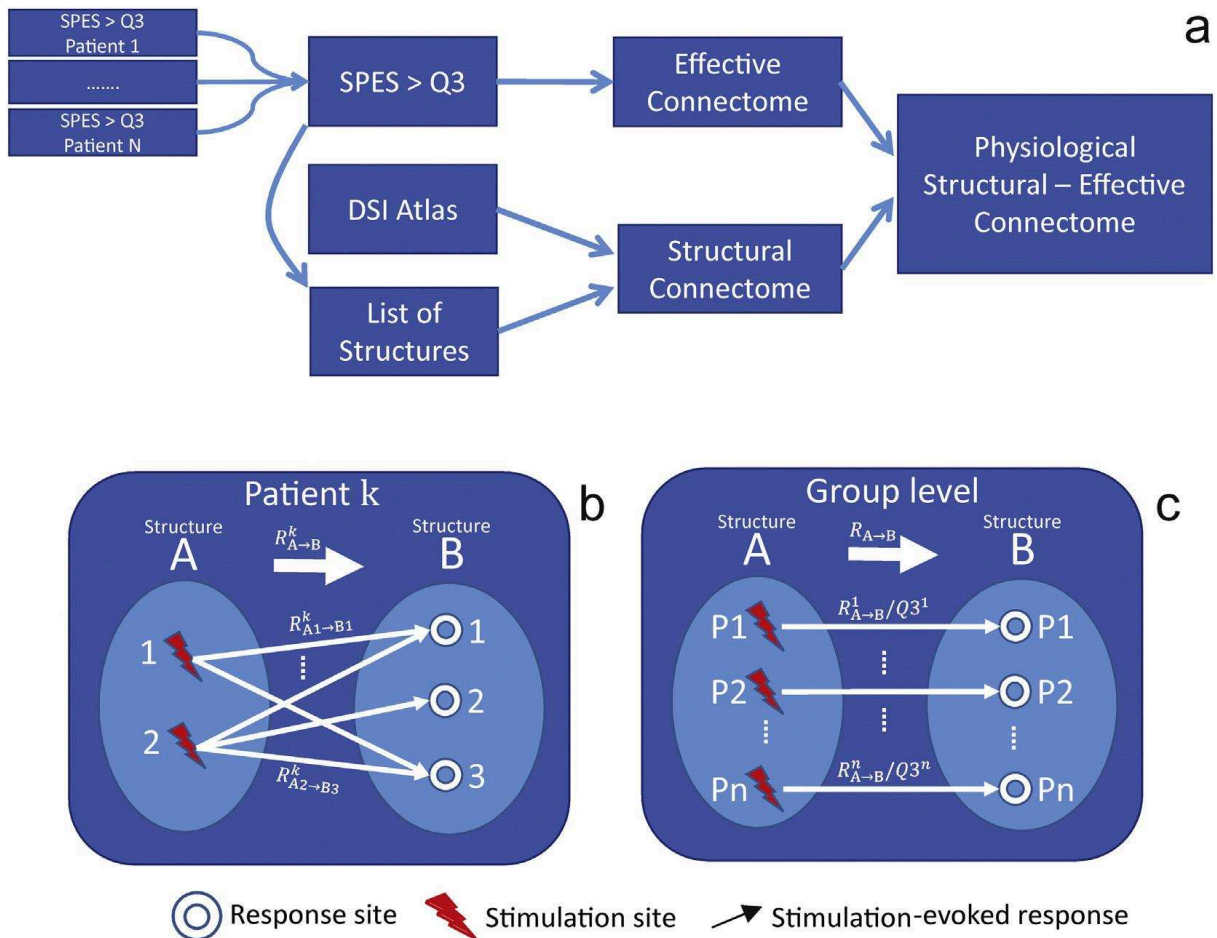 a
SPES > Q3
Patient 1
.......
SPES > Q3
Patient N
SPES > Q3
DSI Atlas
List of
Structures
Effective
Connectome
Structural
Connectome
Physiological
Structural – Effective
Connectome
b
Patient k
Structure
A
R^k_{A→B}
Structure
B
1
2
R^k_{A1→B1}
R^k_{A2→B3}
1
2
3
c
Group level
Structure
A
R_{A→B}
Structure
B
P1
R^1_{A→B}/Q3^1
P1
P2
P2
Pn
R^n_{A→B}/Q3^n
Pn
Response site
Stimulation site
Stimulation-evoked response